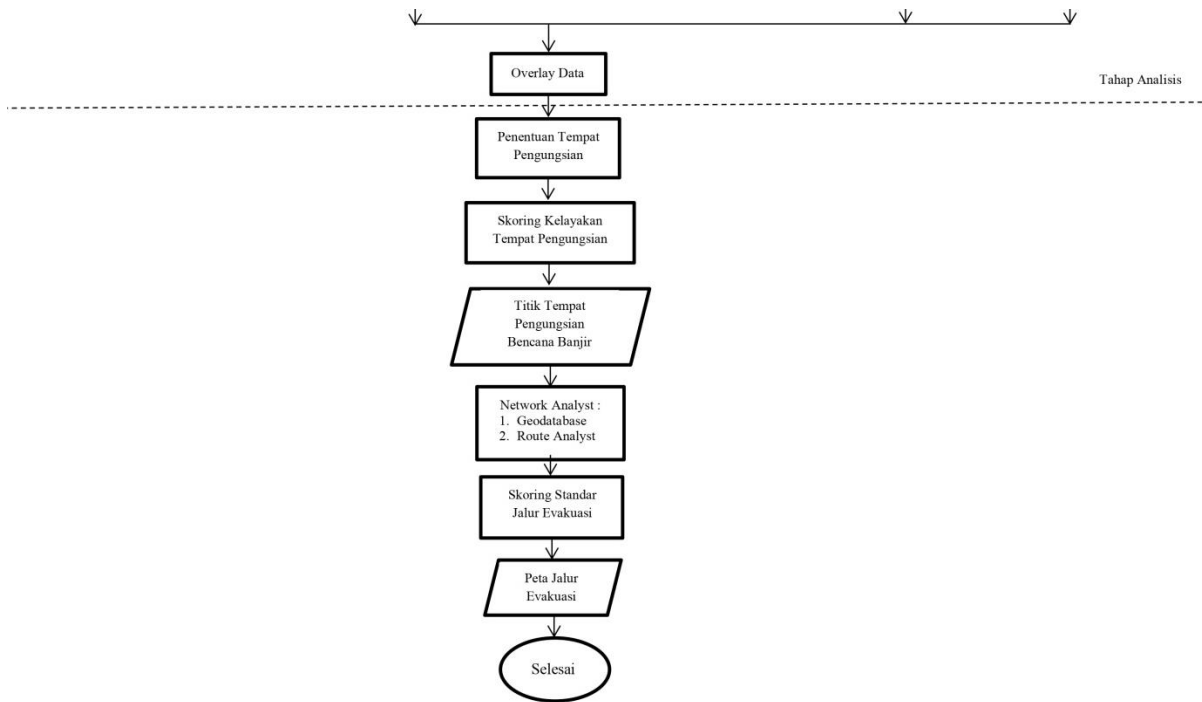 Overlay Data
Tahap Analisis
Penentuan Tempat
Pengungsian
Skoring Kelayakan
Tempat Pengungsian
Titik Tempat
Pengungsian
Bencana Banjir
Network Analyst :
1. Geodatabase
2. Route Analyst
Skoring Standar
Jalur Evakuasi
Peta Jalur
Evakuasi
Selesai